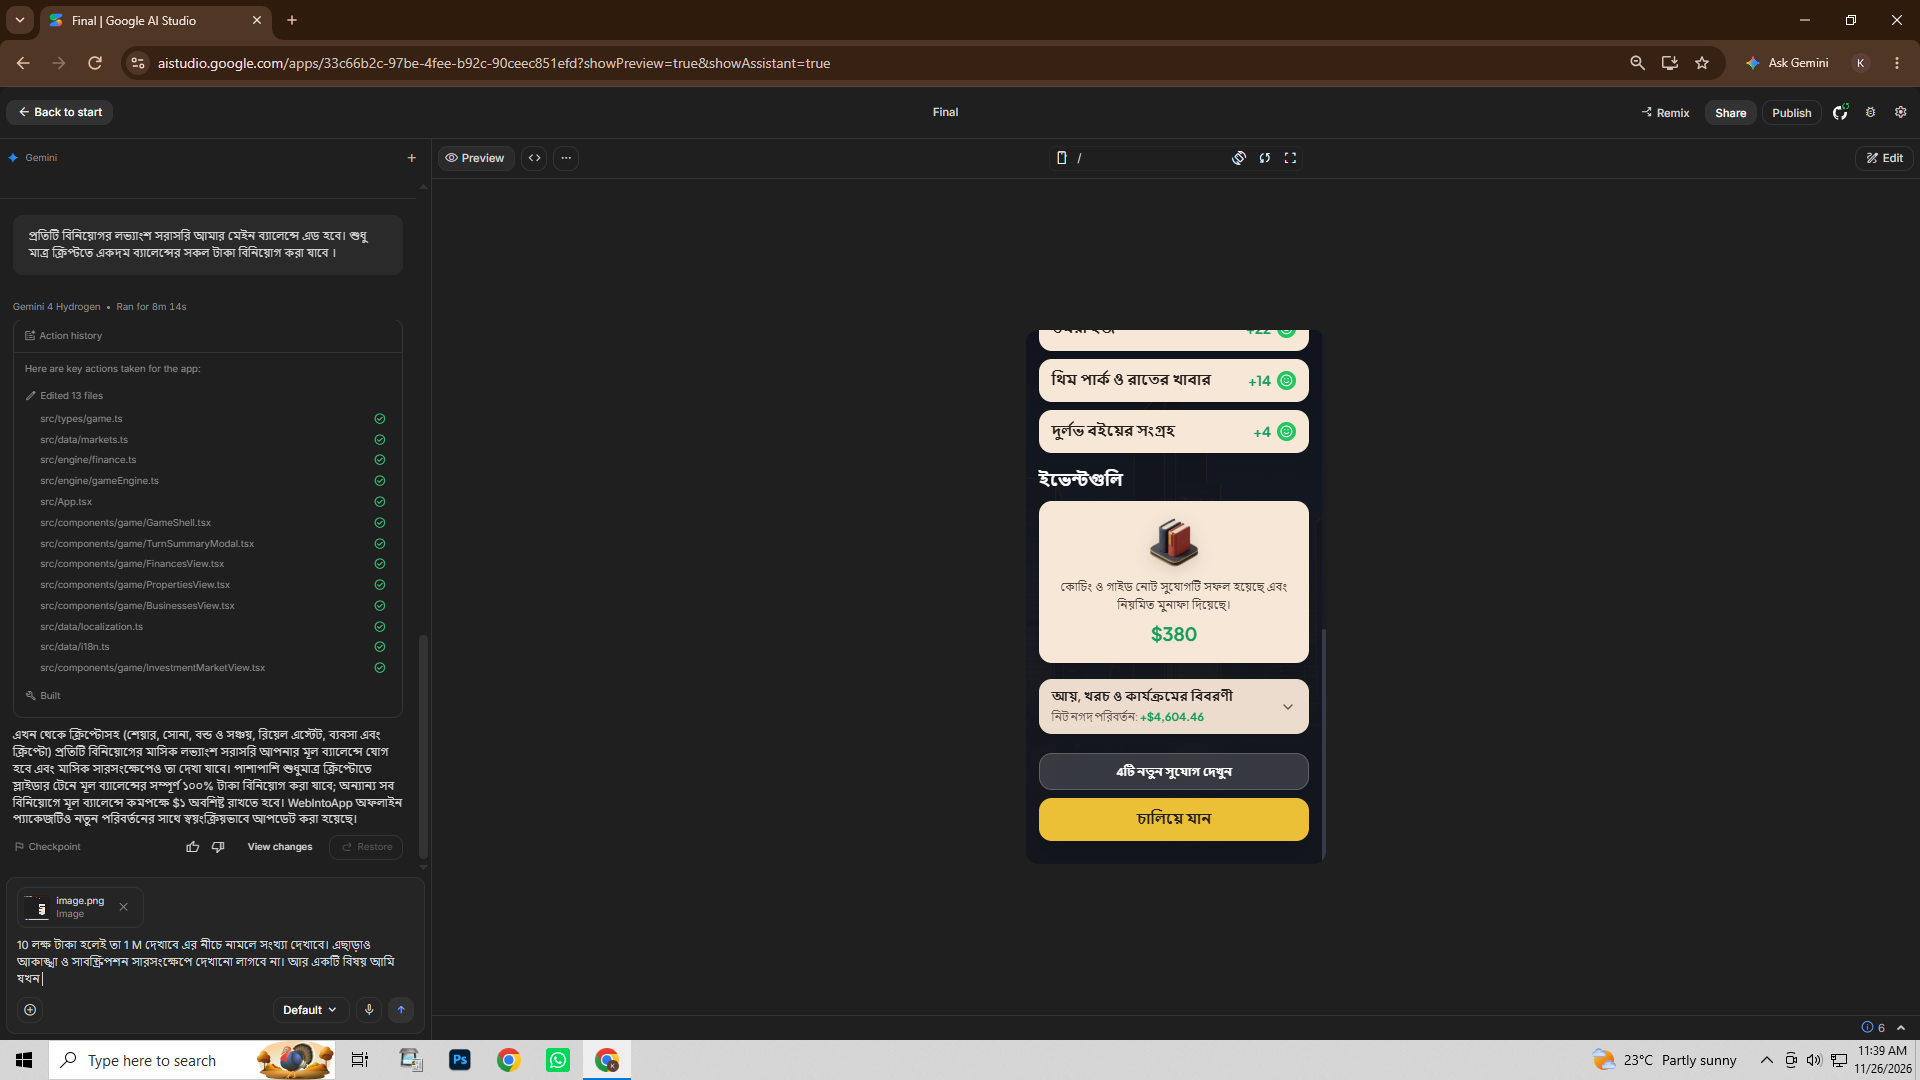 Final | Google AI Studio
aistudio.google.com/apps/33c66b2c-97be-4fee-b92c-90ceec851efd?showPreview=true&showAssistant=true
Ask Gemini
K
Back to start
Final
Remix
Share
Publish
Gemini
Preview
/
Edit
প্রতিটি বিনিয়োগর লভ্যাংশ সরাসরি আমার মেইন ব্যালেন্সে এড হবে। শুধু
মাত্র ক্রিপ্টতে একদম ব্যালেন্সের সকল টাকা বিনিয়োগ করা যাবে ।
Gemini 4 Hydrogen • Ran for 8m 14s
Action history
Here are key actions taken for the app:
Edited 13 files
src/types/game.ts
src/data/markets.ts
src/engine/finance.ts
src/engine/gameEngine.ts
src/App.tsx
src/components/game/GameShell.tsx
src/components/game/TurnSummaryModal.tsx
src/components/game/FinancesView.tsx
src/components/game/PropertiesView.tsx
src/components/game/BusinessesView.tsx
src/data/localization.ts
src/data/i18n.ts
src/components/game/InvestmentMarketView.tsx
Built
এখন থেকে ক্রিপ্টোসহ (শেয়ার, সোনা, বন্ড ও সঞ্চয়, রিয়েল এস্টেট, ব্যবসা এবং
ক্রিপ্টো) প্রতিটি বিনিয়োগের মাসিক লভ্যাংশ সরাসরি আপনার মূল ব্যালেন্সে যোগ
হবে এবং মাসিক সারসংক্ষেপেও তা দেখা যাবে। পাশাপাশি শুধুমাত্র ক্রিপ্টোতে
স্লাইডার টেনে মূল ব্যালেন্সের সম্পূর্ণ ১০০% টাকা বিনিয়োগ করা যাবে; অন্যান্য সব
বিনিয়োগে মূল ব্যালেন্সে কমপক্ষে $১ অবশিষ্ট রাখতে হবে। WebIntoApp অফলাইন
প্যাকেজটিও নতুন পরিবর্তনের সাথে স্বয়ংক্রিয়ভাবে আপডেট করা হয়েছে।
Checkpoint
View changes
Restore
image.png
Image
10 লক্ষ টাকা হলেই তা 1 M দেখাবে এর নীচে নামলে সংখ্যা দেখাবে। এছাড়াও
আকাঙ্খা ও সাবস্ক্রিপশন সারসংক্ষেপে দেখানো লাগবে না। আর একটি বিষয় আমি
যখন
Default
+22
থিম পার্ক ও রাতের খাবার
+14
দুর্লভ বইয়ের সংগ্রহ
+4
ইভেন্টগুলি
কোচিং ও গাইড নোট সুযোগটি সফল হয়েছে এবং
নিয়মিত মুনাফা দিয়েছে।
$380
আয়, খরচ ও কার্যক্রমের বিবরণী
নিট নগদ পরিবর্তন: +$4,604.46
4টি নতুন সুযোগ দেখুন
চালিয়ে যান
6
Type here to search
Ps
K
23°C Partly sunny
11:39 AM
11/26/2026